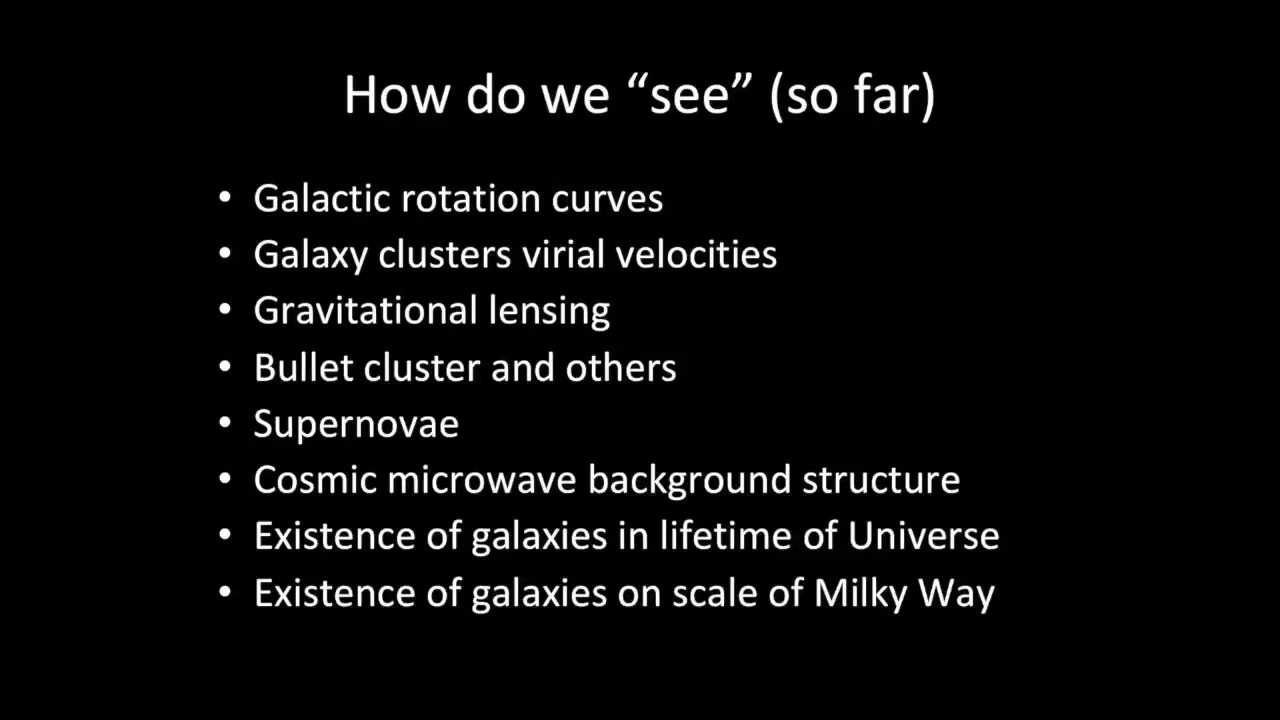 How do we “see” (so far)
• Galactic rotation curves
• Galaxy clusters virial velocities
• Gravitational lensing
• Bullet cluster and others
• Supernovae
• Cosmic microwave background structure
• Existence of galaxies in lifetime of Universe
• Existence of galaxies on scale of Milky Way